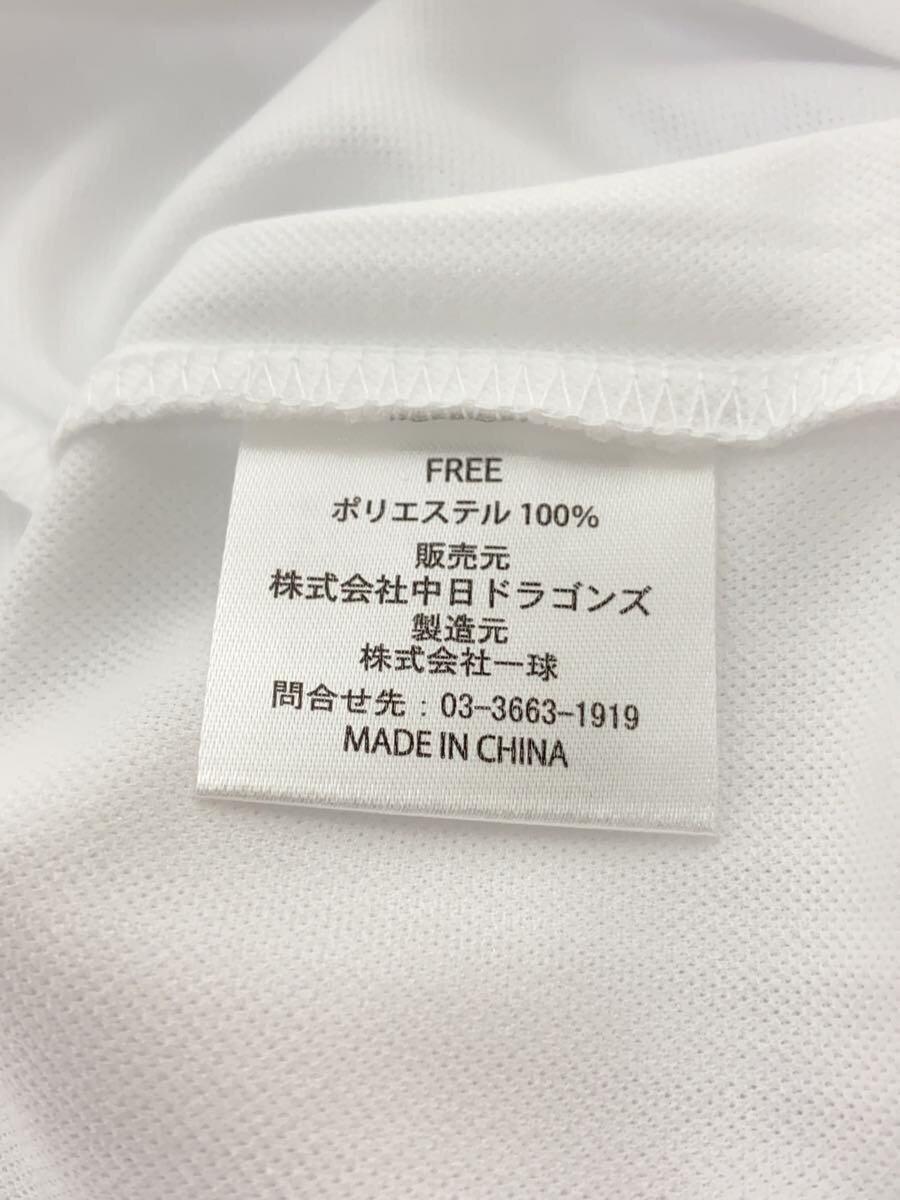 FREE
ポリエステル 100%
販売元
株式会社中日ドラゴンズ
製造元
株式会社一球
問合せ先：03-3663-1919
MADE IN CHINA